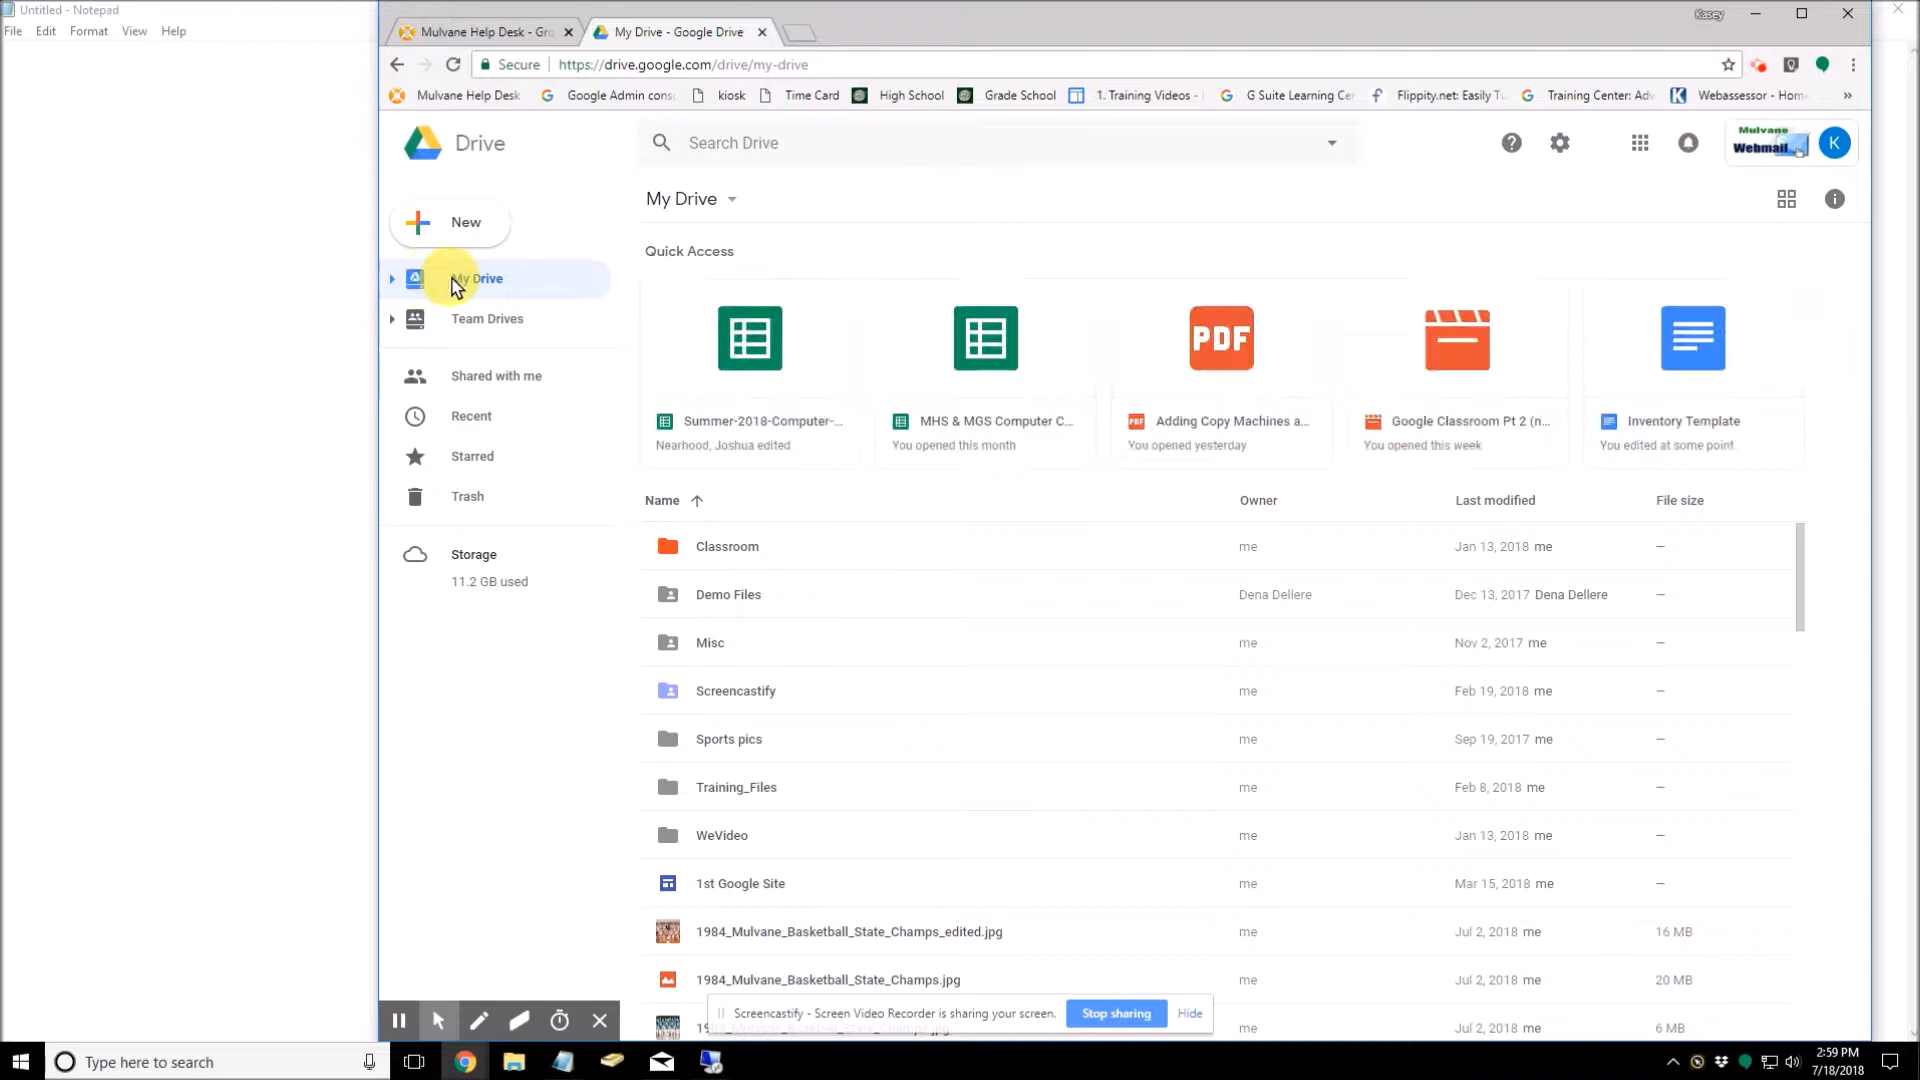 Untitled - Notepad
File Edit Format View Help
Kasey
Mulvane Help Desk - Gro
My Drive - Google Drive
Secure https://drive.google.com/drive/my-drive
Mulvane Help Desk Google Admin cons kiosk Time Card High School Grade School 1. Training Videos - G Suite Learning Ce Flippity.net: Easily Tu Training Center: Adv Webassessor - Home »
Drive
Search Drive
Mulvane
Webmail
K
New
My Drive
Team Drives
Shared with me
Recent
Starred
Trash
Storage
11.2 GB used
My Drive
Quick Access
PDF
Summer-2018-Computer-...
Nearhood, Joshua edited
MHS & MGS Computer C...
You opened this month
PDF
Adding Copy Machines a...
You opened yesterday
Google Classroom Pt 2 (n...
You opened this week
Inventory Template
You edited at some point
Name Owner Last modified File size
Classroom me Jan 13, 2018 me –
Demo Files Dena Dellere Dec 13, 2017 Dena Dellere –
Misc me Nov 2, 2017 me –
Screencastify me Feb 19, 2018 me –
Sports pics me Sep 19, 2017 me –
Training_Files me Feb 8, 2018 me –
WeVideo me Jan 13, 2018 me –
1st Google Site me Mar 15, 2018 me –
1984_Mulvane_Basketball_State_Champs_edited.jpg me Jul 2, 2018 me 16 MB
1984_Mulvane_Basketball_State_Champs.jpg me Jul 2, 2018 me 20 MB
me Jul 2, 2018 me 6 MB
Screencastify - Screen Video Recorder is sharing your screen. Stop sharing Hide
Type here to search
2:59 PM
7/18/2018